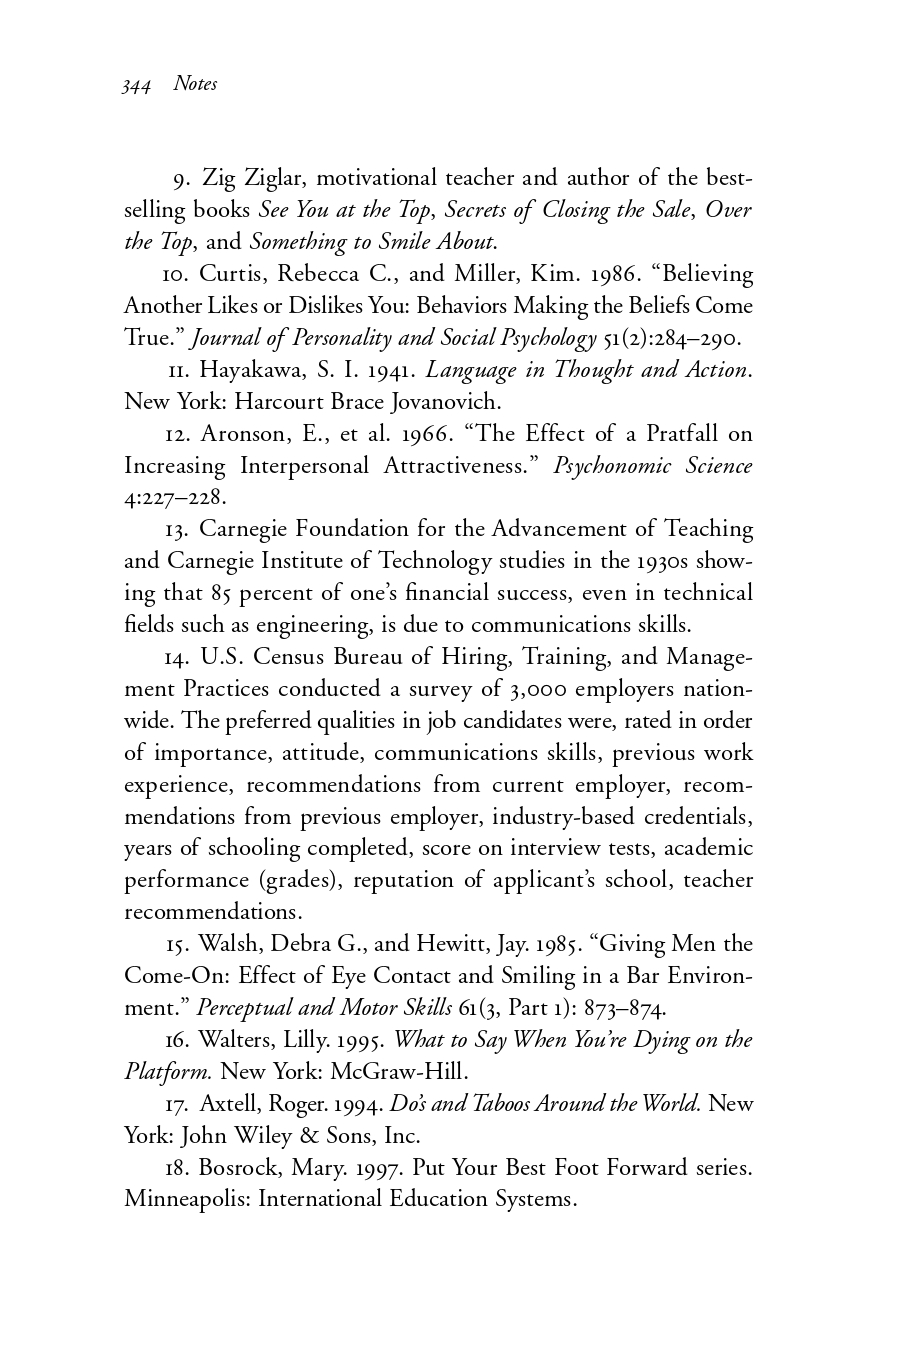 344 Notes
9. Zig Ziglar, motivational teacher and author of the best-
selling books See You at the Top, Secrets of Closing the Sale, Over
the Top, and Something to Smile About.
10. Curtis, Rebecca C., and Miller, Kim. 1986. “Believing
Another Likes or Dislikes You: Behaviors Making the Beliefs Come
True.” Journal of Personality and Social Psychology 51(2):284–290.
11. Hayakawa, S. I. 1941. Language in Thought and Action.
New York: Harcourt Brace Jovanovich.
12. Aronson, E., et al. 1966. “The Effect of a Pratfall on
Increasing Interpersonal Attractiveness.” Psychonomic Science
4:227–228.
13. Carnegie Foundation for the Advancement of Teaching
and Carnegie Institute of Technology studies in the 1930s show-
ing that 85 percent of one’s financial success, even in technical
fields such as engineering, is due to communications skills.
14. U.S. Census Bureau of Hiring, Training, and Manage-
ment Practices conducted a survey of 3,000 employers nation-
wide. The preferred qualities in job candidates were, rated in order
of importance, attitude, communications skills, previous work
experience, recommendations from current employer, recom-
mendations from previous employer, industry-based credentials,
years of schooling completed, score on interview tests, academic
performance (grades), reputation of applicant’s school, teacher
recommendations.
15. Walsh, Debra G., and Hewitt, Jay. 1985. “Giving Men the
Come-On: Effect of Eye Contact and Smiling in a Bar Environ-
ment.” Perceptual and Motor Skills 61(3, Part 1): 873–874.
16. Walters, Lilly. 1995. What to Say When You’re Dying on the
Platform. New York: McGraw-Hill.
17. Axtell, Roger. 1994. Do’s and Taboos Around the World. New
York: John Wiley & Sons, Inc.
18. Bosrock, Mary. 1997. Put Your Best Foot Forward series.
Minneapolis: International Education Systems.